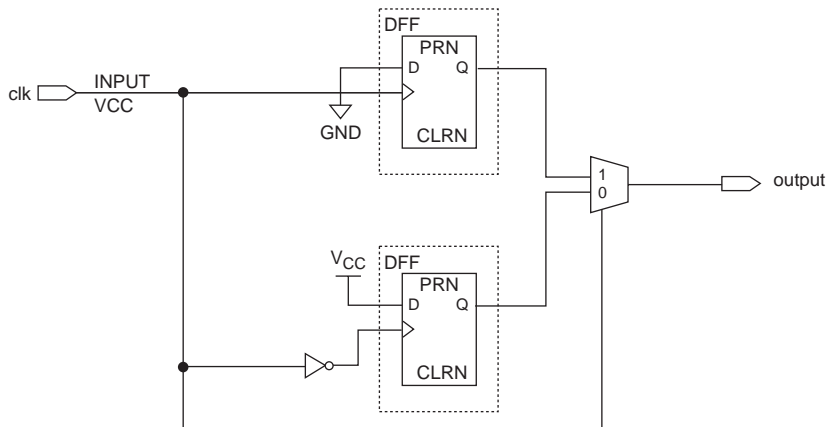 DFF
PRN
D Q
clk
INPUT
VCC
GND
CLRN
1
0
output
VCC
DFF
PRN
D Q
CLRN